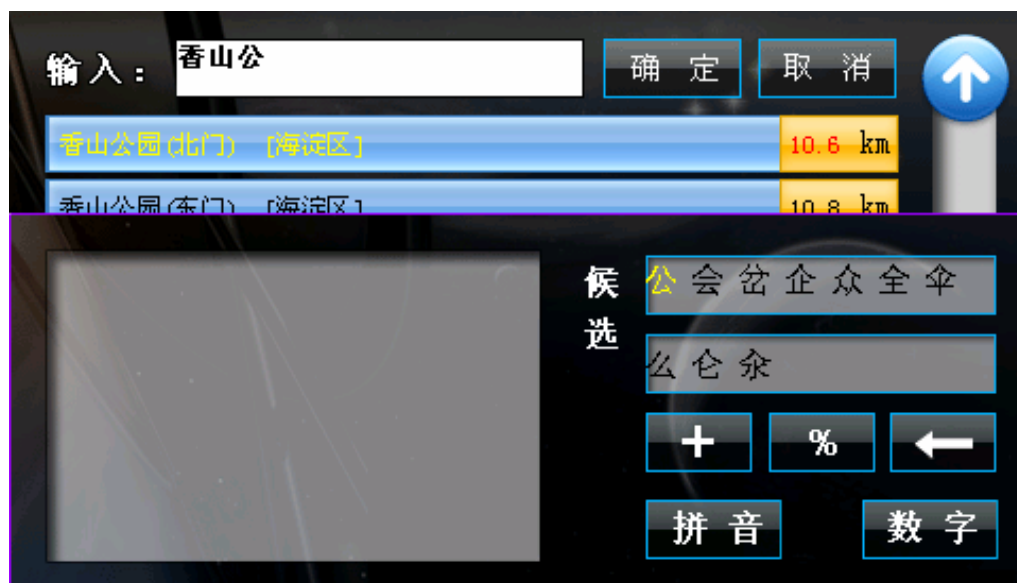 输入： 香山公 确定 取消
香山公园(北门) [海淀区] 10.6 km
香山公园(东门) [海淀区] 10.8 km
候选 公会岔企众全伞
么仑汆
+ % ←
拼音 数字